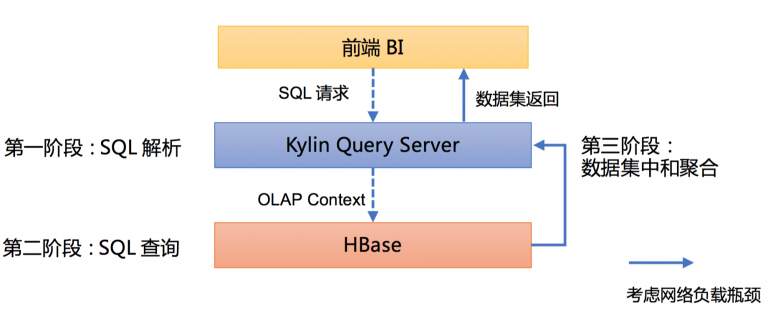 前端 BI
SQL 请求
数据集返回
第一阶段：SQL 解析
Kylin Query Server
第三阶段：
数据集中和聚合
OLAP Context
第二阶段：SQL 查询
HBase
考虑网络负载瓶颈